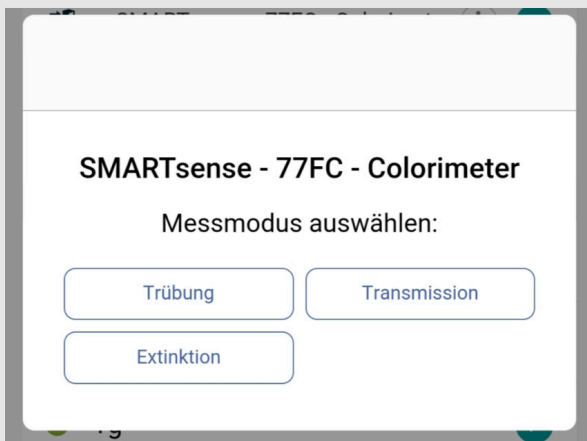 SMARTsense - 77FC - Colorimeter
Messmodus auswählen:
Trübung
Transmission
Extinktion